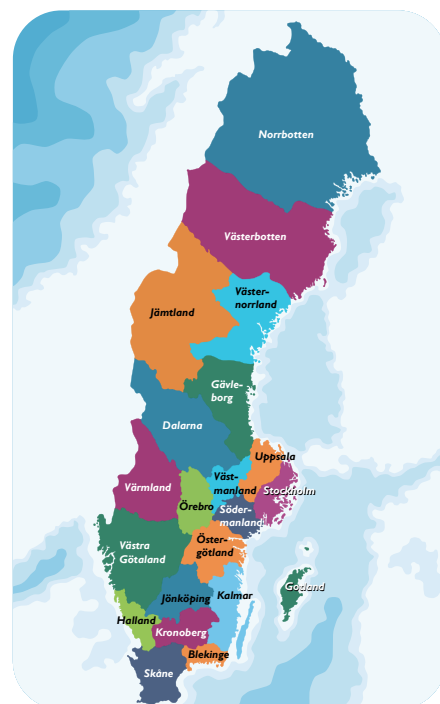 Norrbotten
Västerbotten
Väster-
norrland
Jämtland
Gävle-
borg
Dalarna
Uppsala
Väst-
manland
Stockholm
Värmland
Örebro
Söder-
manland
Västra
Götaland
Öster-
götland
Gotland
Jönköping
Kalmar
Halland
Kronoberg
Blekinge
Skåne